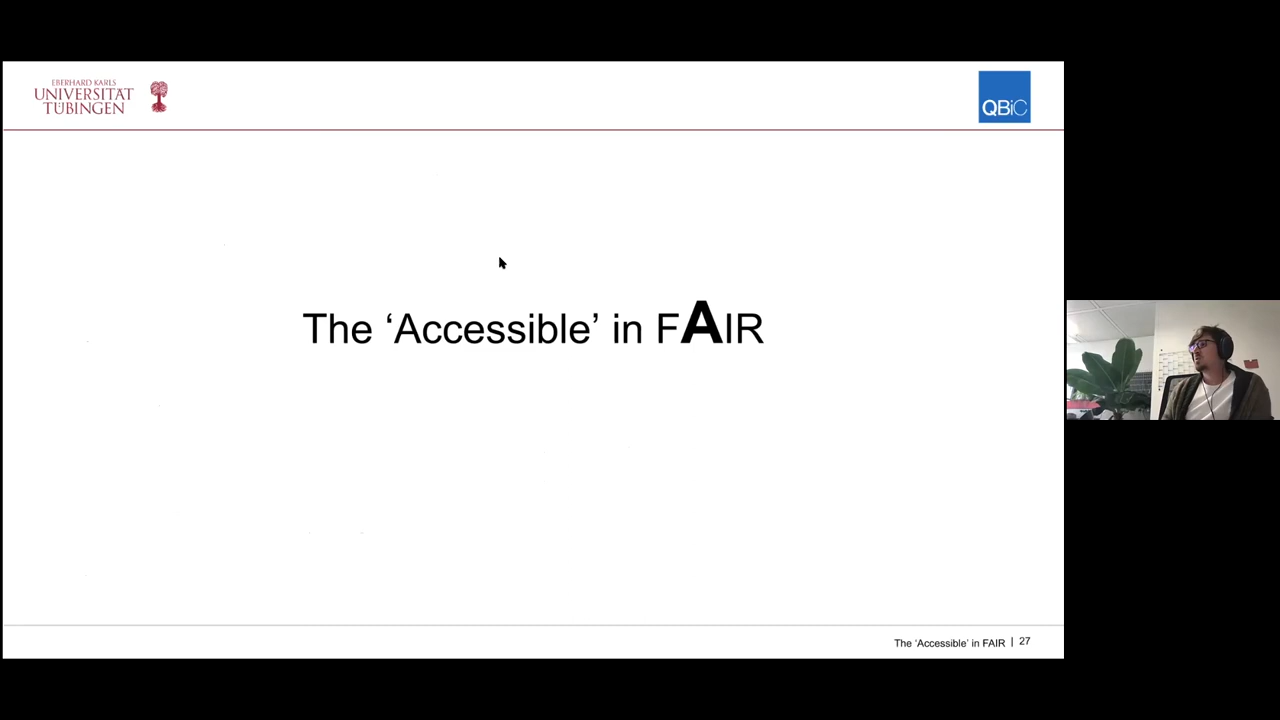 EBERHARD KARLS
UNIVERSITÄT
TÜBINGEN
QBiC
The ‘Accessible’ in FAIR
The ‘Accessible’ in FAIR | 27